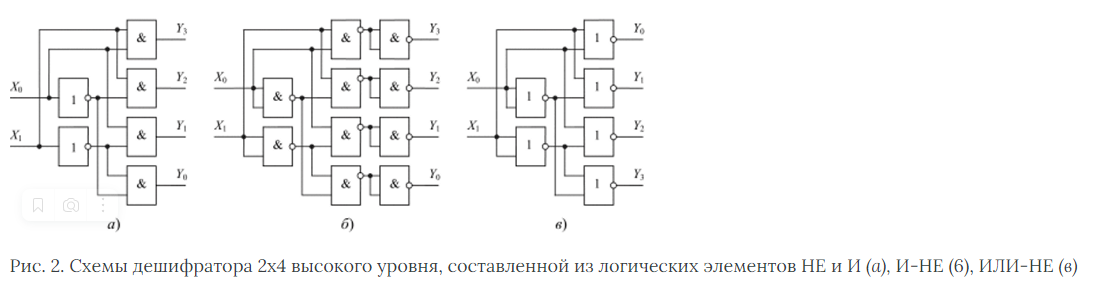 Y₃ Y₃ Y₀
& & & 1
Y₂ Y₂ Y₁
X₀ & X₀ & & X₀ 1
1 & 1
X₁ Y₁ X₁ Y₁ X₁ Y₂
1 & & & & 1 1
Y₀ Y₀ Y₃
& & & 1
а) б) в)
Рис. 2. Схемы дешифратора 2х4 высокого уровня, составленной из логических элементов НЕ и И (а), И-НЕ (6), ИЛИ-НЕ (в)